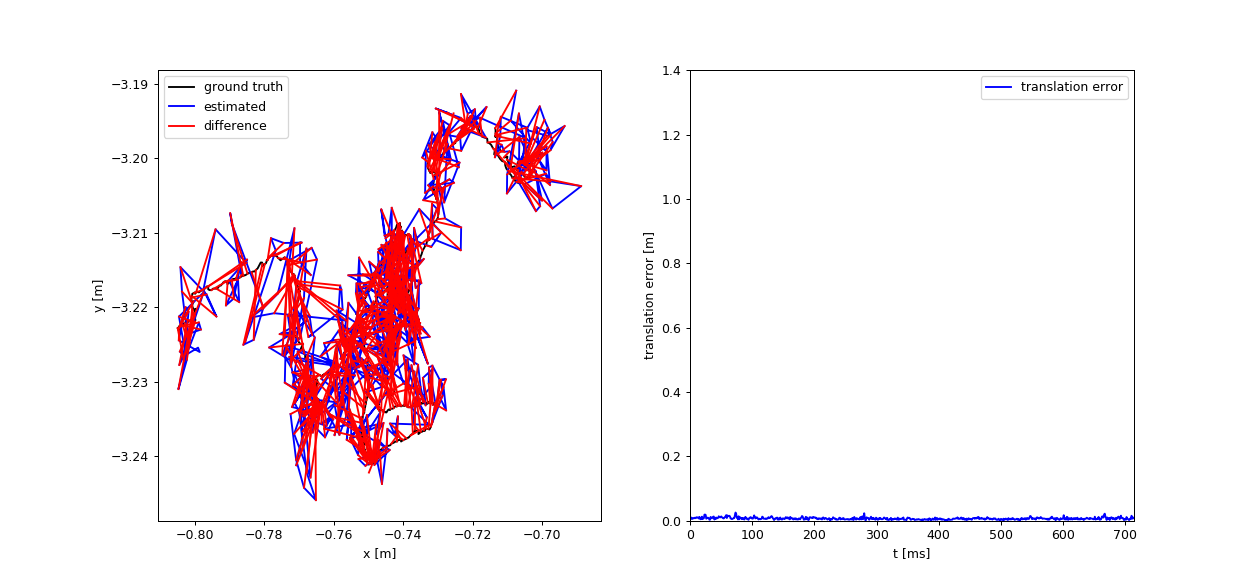 ground truth
estimated
difference
−3.19
−3.20
−3.21
−3.22
−3.23
−3.24
y [m]
−0.80 −0.78 −0.76 −0.74 −0.72 −0.70
x [m]
translation error
1.4
1.2
1.0
0.8
0.6
0.4
0.2
0.0
translation error [m]
0 100 200 300 400 500 600 700
t [ms]